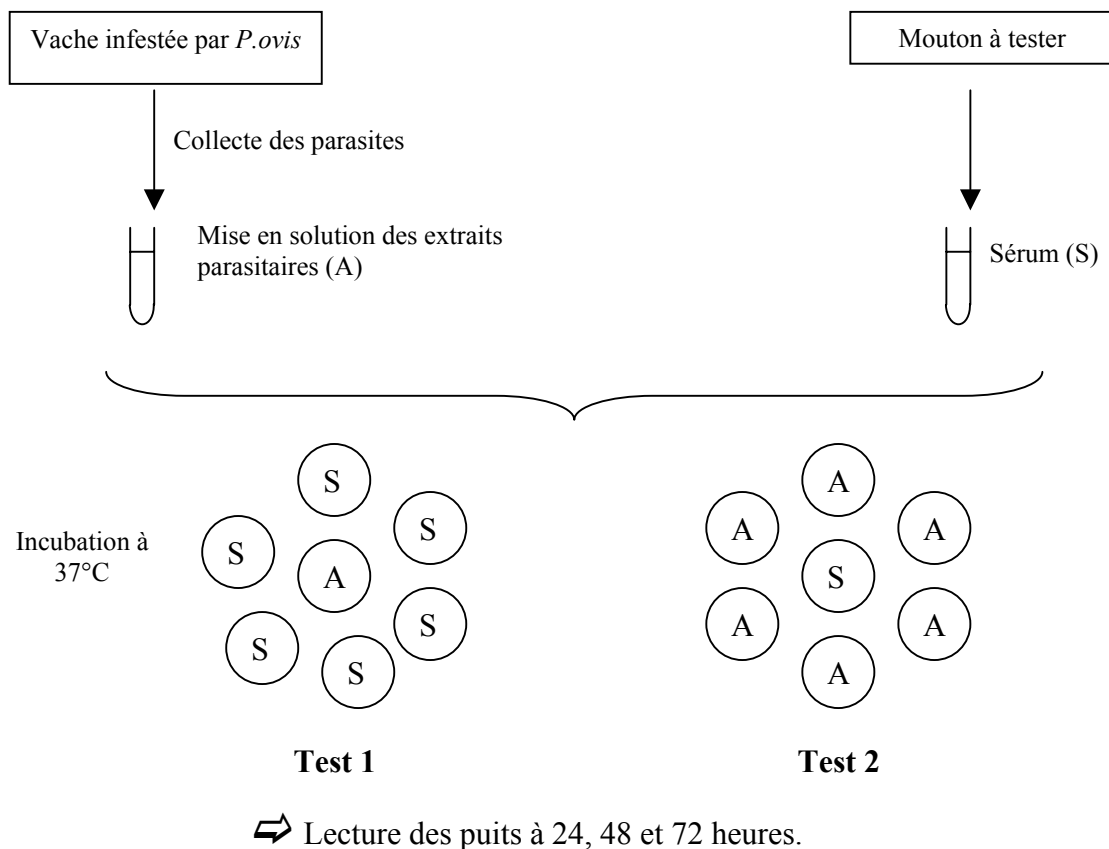 Vache infestée par P.ovis
Mouton à tester
Collecte des parasites
Mise en solution des extraits
parasitaires (A)
Sérum (S)
Incubation à
37°C
S
S
S
A
S
S
S
A
A
A
S
A
A
A
Test 1
Test 2
Lecture des puits à 24, 48 et 72 heures.